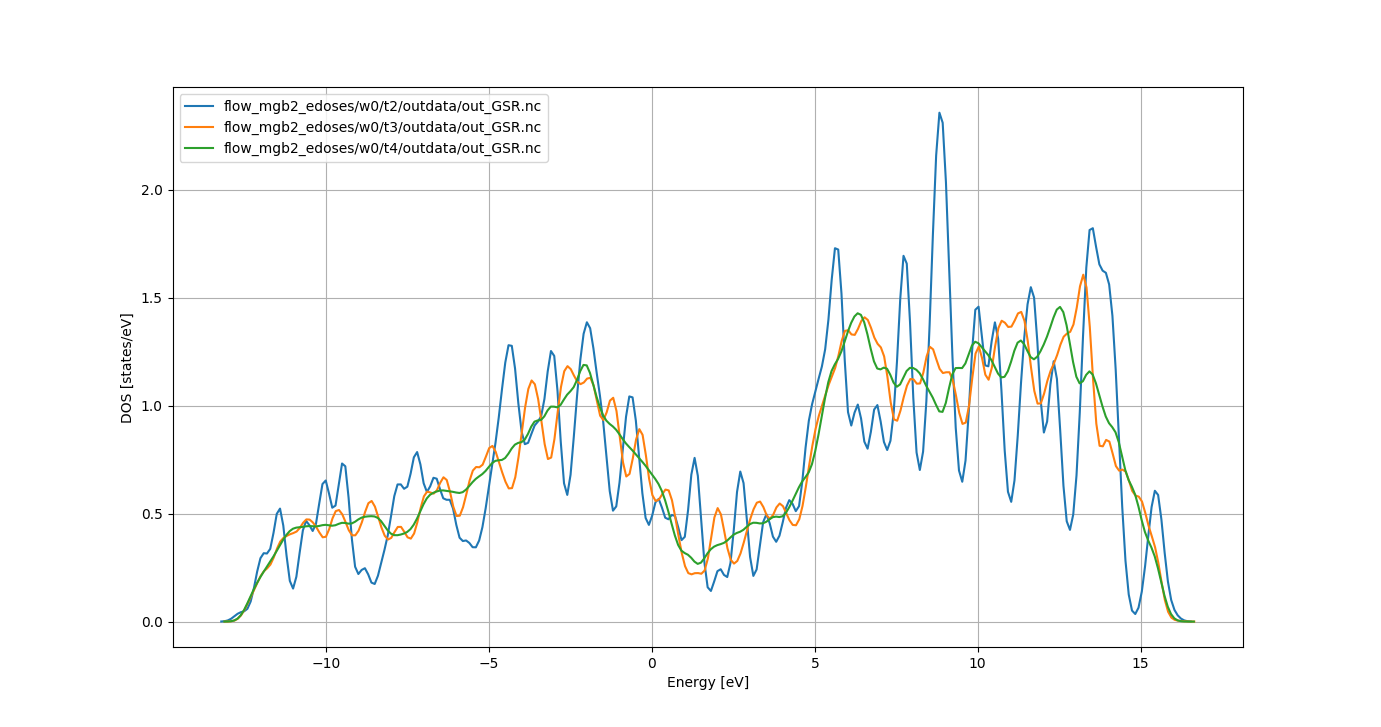 flow_mgb2_edoses/w0/t2/outdata/out_GSR.nc
flow_mgb2_edoses/w0/t3/outdata/out_GSR.nc
flow_mgb2_edoses/w0/t4/outdata/out_GSR.nc
DOS [states/eV]
2.0
1.5
1.0
0.5
0.0
−10
−5
0
5
10
15
Energy [eV]